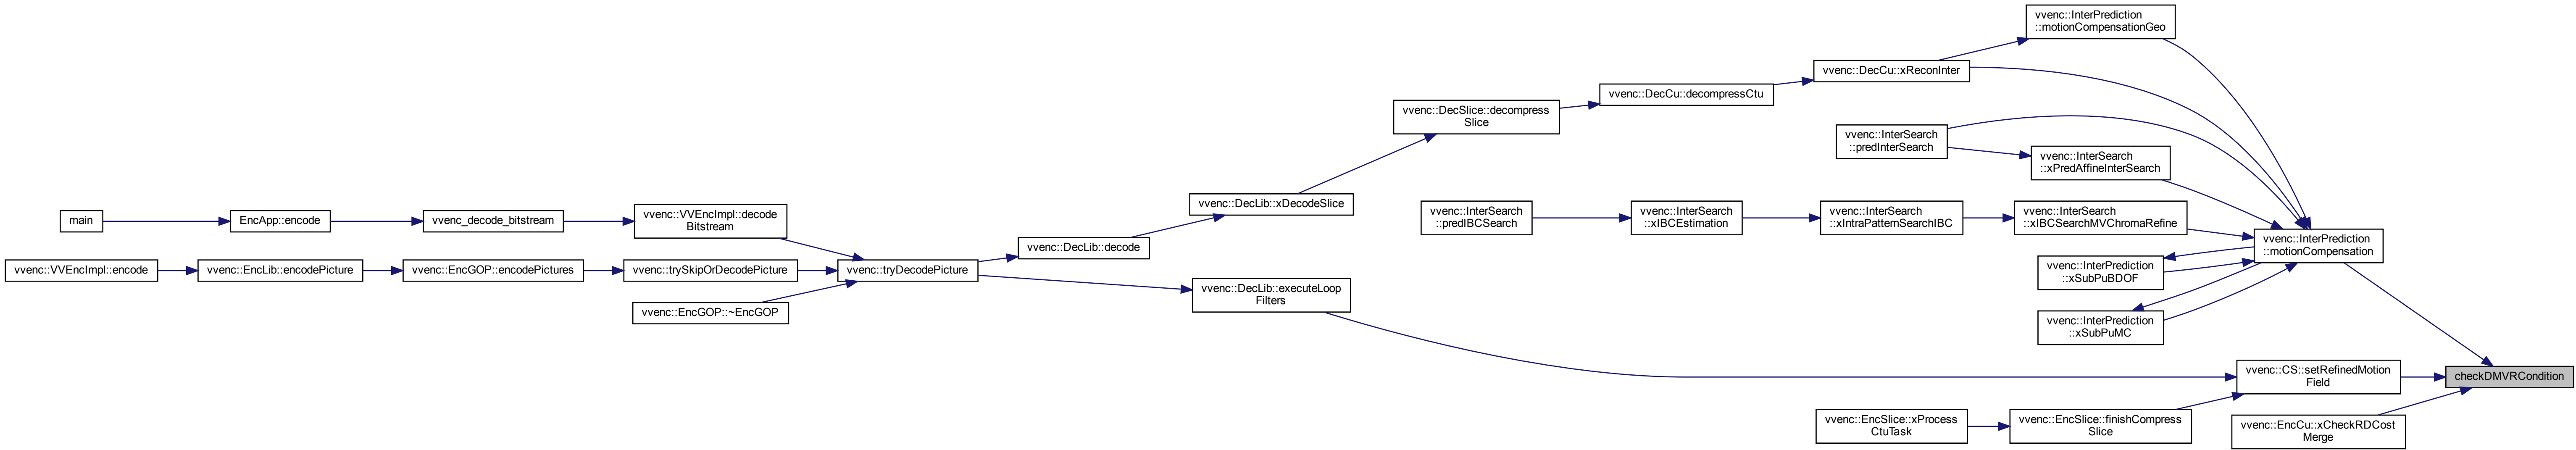 main
EncApp::encode
vvenc_decode_bitstream
vvenc::VVEncImpl::decode
Bitstream
vvenc::VVEncImpl::encode
vvenc::EncLib::encodePicture
vvenc::EncGOP::encodePictures
vvenc::trySkipOrDecodePicture
vvenc::EncGOP::~EncGOP
vvenc::tryDecodePicture
vvenc::DecLib::decode
vvenc::DecLib::xDecodeSlice
vvenc::DecLib::executeLoop
Filters
vvenc::DecSlice::decompress
Slice
vvenc::DecCu::decompressCtu
vvenc::DecCu::xReconInter
vvenc::InterPrediction
::motionCompensationGeo
vvenc::InterSearch
::predInterSearch
vvenc::InterSearch
::xPredAffineInterSearch
vvenc::InterSearch
::predIBCSearch
vvenc::InterSearch
::xIBCEstimation
vvenc::InterSearch
::xIntraPatternSearchIBC
vvenc::InterSearch
::xIBCSearchMVChromaRefine
vvenc::InterPrediction
::motionCompensation
vvenc::InterPrediction
::xSubPuBDOF
vvenc::InterPrediction
::xSubPuMC
vvenc::CS::setRefinedMotion
Field
checkDMVRCondition
vvenc::EncSlice::xProcess
CtuTask
vvenc::EncSlice::finishCompress
Slice
vvenc::EncCu::xCheckRDCost
Merge